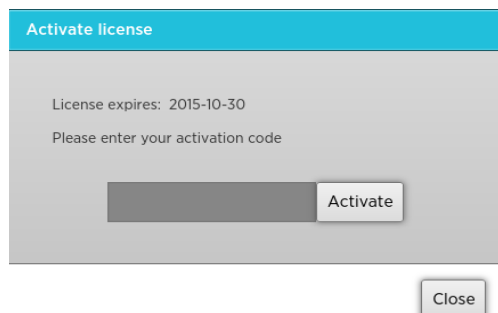 Activate license
License expires: 2015-10-30
Please enter your activation code
Activate
Close